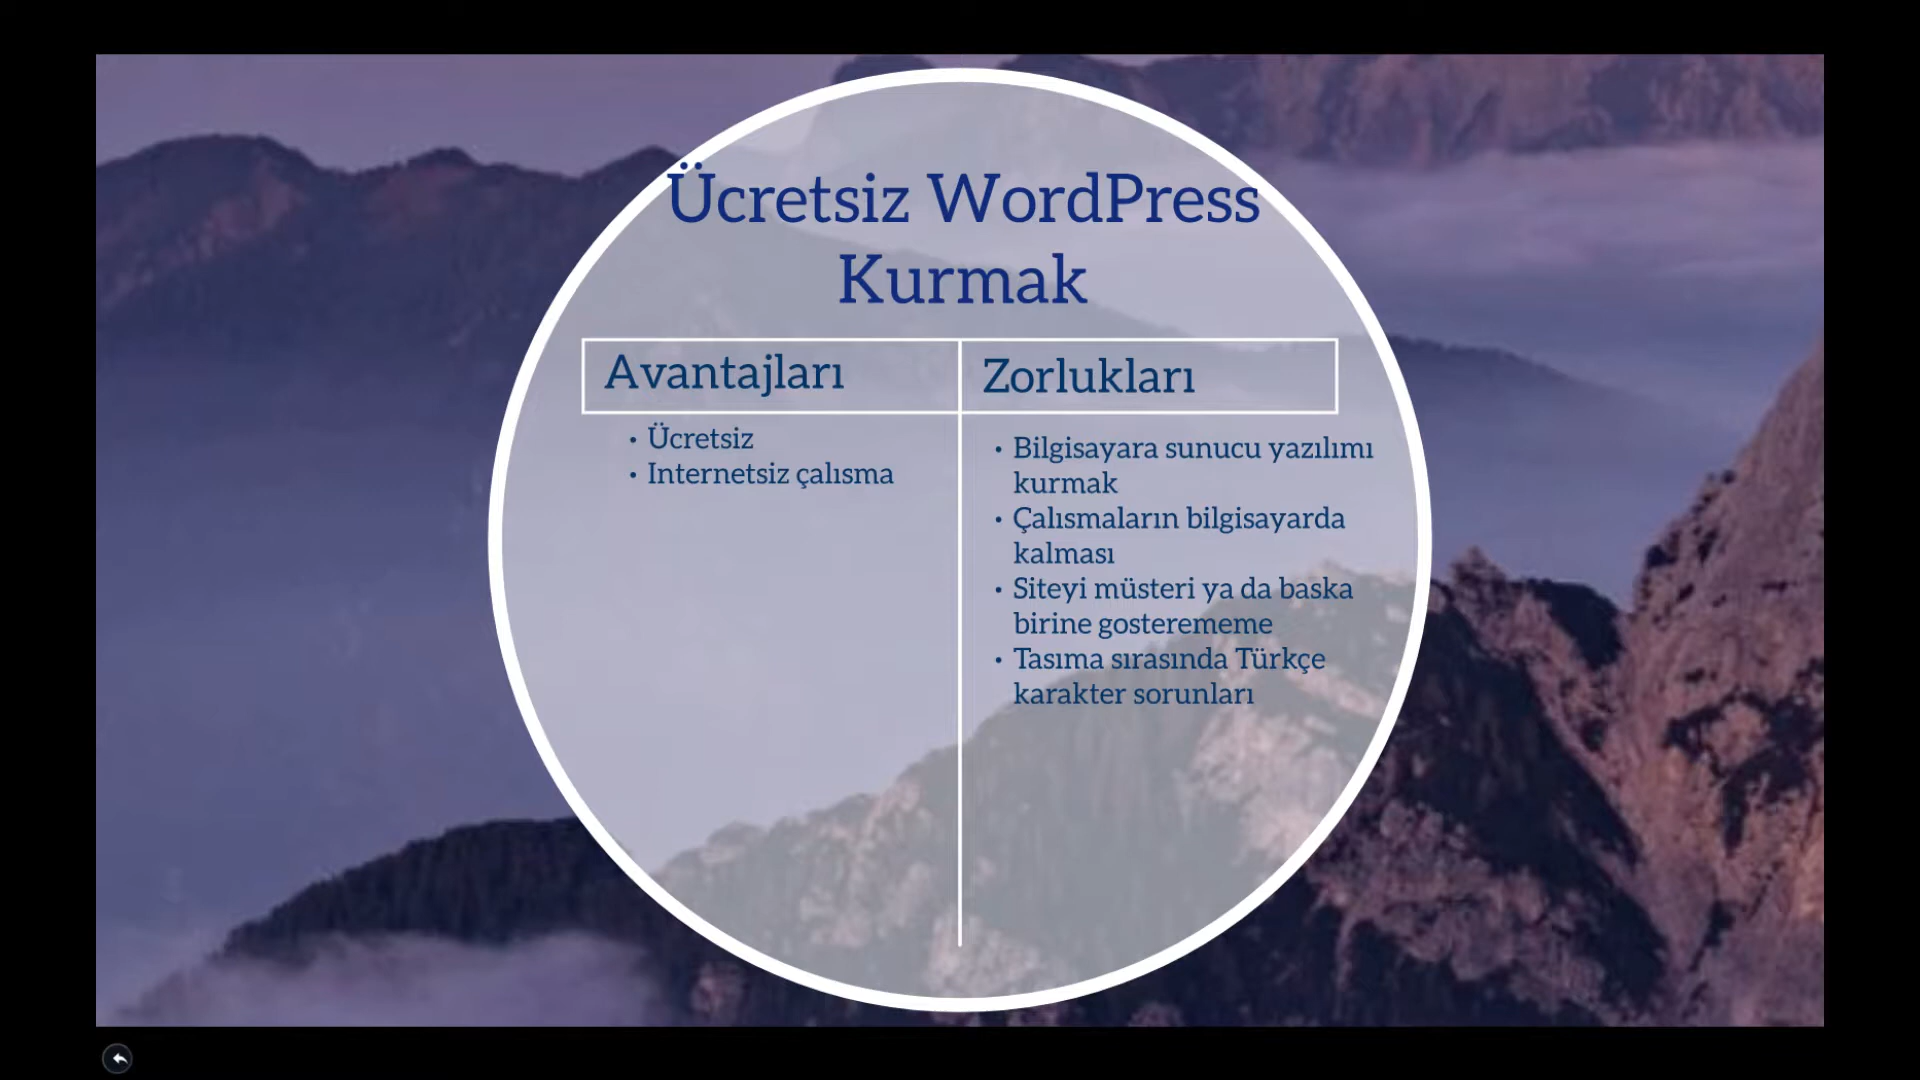 Ücretsiz WordPress
Kurmak
Avantajları
• Ücretsiz
• Internetsiz çalısma
Zorlukları
• Bilgisayara sunucu yazılımı
kurmak
• Çalısmaların bilgisayarda
kalması
• Siteyi müsteri ya da baska
birine gosterememe
• Tasıma sırasında Türkçe
karakter sorunları